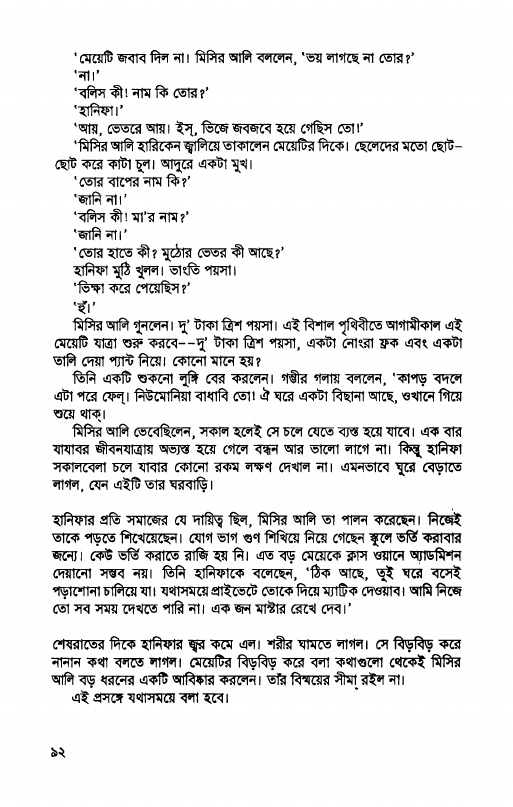 ‘মেয়েটি জবাব দিল না। মিসির আলি বললেন, ‘ভয় লাগছে না তোর?’
‘না।’
‘বলিস কী! নাম কি তোর?’
‘হানিফা।’
‘আয়, ভেতরে আয়। ইস্, ভিজে জবজবে হয়ে গেছিস তো!’
‘মিসির আলি হারিকেন জ্বালিয়ে তাকালেন মেয়েটির দিকে। ছেলেদের মতো ছোট–
ছোট করে কাটা চুল। আদুরে একটা মুখ।
‘তোর বাপের নাম কি?’
‘জানি না।’
‘বলিস কী! মা’র নাম?’
‘জানি না।’
‘তোর হাতে কী? মুঠোর ভেতর কী আছে?’
হানিফা মুঠি খুলল। ভাংতি পয়সা।
‘ভিক্ষা করে পেয়েছিস?’
‘হুঁ।’
মিসির আলি গুনলেন। দু’ টাকা ত্রিশ পয়সা। এই বিশাল পৃথিবীতে আগামীকাল এই
মেয়েটি যাত্রা শুরু করবে––দু’ টাকা ত্রিশ পয়সা, একটা নোংরা ফ্রক এবং একটা
তালি দেয়া প্যান্ট নিয়ে। কোনো মানে হয়?
তিনি একটি শুকনো লুঙ্গি বের করলেন। গম্ভীর গলায় বললেন, ‘কাপড় বদলে
এটা পরে ফেল্। নিউমোনিয়া বাধাবি তো! ঐ ঘরে একটা বিছানা আছে, ওখানে গিয়ে
শুয়ে থাক্।
মিসির আলি ভেবেছিলেন, সকাল হলেই সে চলে যেতে ব্যস্ত হয়ে যাবে। এক বার
যাযাবর জীবনযাত্রায় অভ্যস্ত হয়ে গেলে বন্ধন আর ভালো লাগে না। কিন্তু হানিফা
সকালবেলা চলে যাবার কোনো রকম লক্ষণ দেখাল না। এমনভাবে ঘুরে বেড়াতে
লাগল, যেন এইটি তার ঘরবাড়ি।
হানিফার প্রতি সমাজের যে দায়িত্ব ছিল, মিসির আলি তা পালন করেছেন। নিজেই
তাকে পড়তে শিখেয়েছেন। যোগ ভাগ গুণ শিখিয়ে নিয়ে গেছেন স্কুলে ভর্তি করাবার
জন্যে। কেউ ভর্তি করাতে রাজি হয় নি। এত বড় মেয়েকে ক্লাস ওয়ানে অ্যাডমিশন
দেয়ানো সম্ভব নয়। তিনি হানিফাকে বলেছেন, ‘ঠিক আছে, তুই ঘরে বসেই
পড়াশোনা চালিয়ে যা। যথাসময়ে প্রাইভেটে তোকে দিয়ে ম্যাট্রিক দেওয়াব। আমি নিজে
তো সব সময় দেখতে পারি না। এক জন মাস্টার রেখে দেব।’
শেষরাতের দিকে হানিফার জ্বর কমে এল। শরীর ঘামতে লাগল। সে বিড়বিড় করে
নানান কথা বলতে লাগল। মেয়েটির বিড়বিড় করে বলা কথাগুলো থেকেই মিসির
আলি বড় ধরনের একটি আবিষ্কার করলেন। তাঁর বিস্ময়ের সীমা রইল না।
এই প্রসঙ্গে যথাসময়ে বলা হবে।
৯২